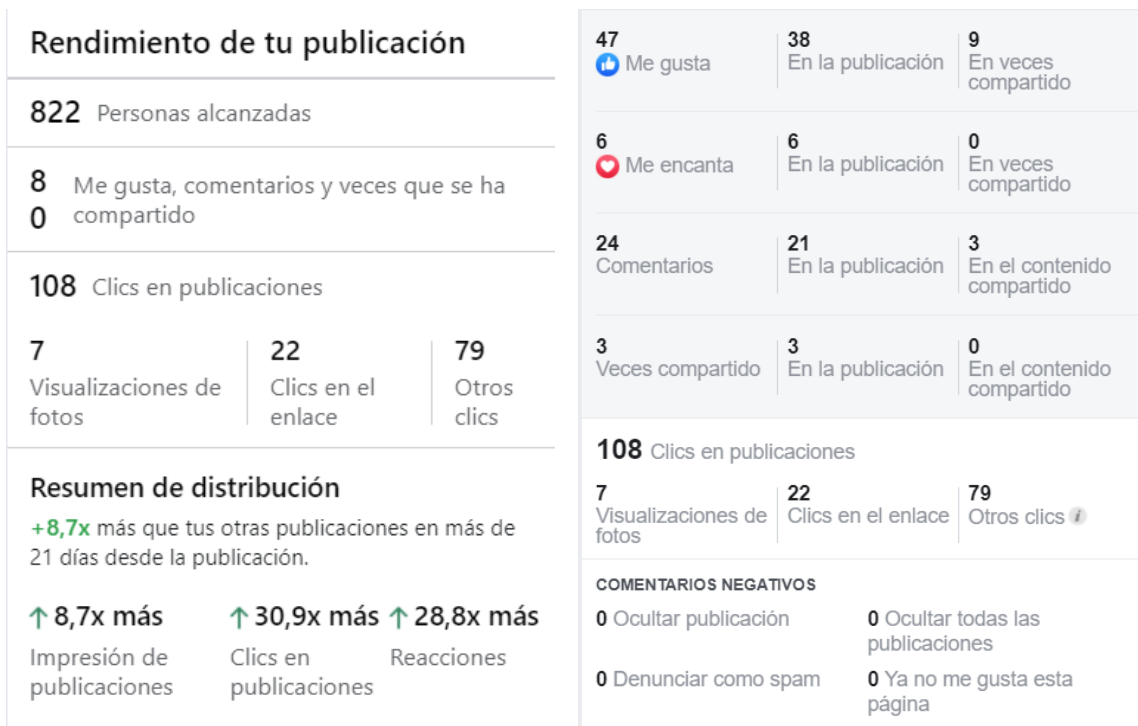 Rendimiento de tu publicación
822 Personas alcanzadas
8 Me gusta, comentarios y veces que se ha
0 compartido
108 Clics en publicaciones
7 22 79
Visualizaciones de Clics en el Otros
fotos enlace clics
Resumen de distribución
+8,7x más que tus otras publicaciones en más de
21 días desde la publicación.
↑ 8,7x más ↑ 30,9x más ↑ 28,8x más
Impresión de Clics en Reacciones
publicaciones publicaciones
47 38 9
Me gusta En la publicación En veces
compartido
6 6 0
Me encanta En la publicación En veces
compartido
24 21 3
Comentarios En la publicación En el contenido
compartido
3 3 0
Veces compartido En la publicación En el contenido
compartido
108 Clics en publicaciones
7 22 79
Visualizaciones de Clics en el enlace Otros clics i
fotos
COMENTARIOS NEGATIVOS
0 Ocultar publicación 0 Ocultar todas las
publicaciones
0 Denunciar como spam 0 Ya no me gusta esta
página